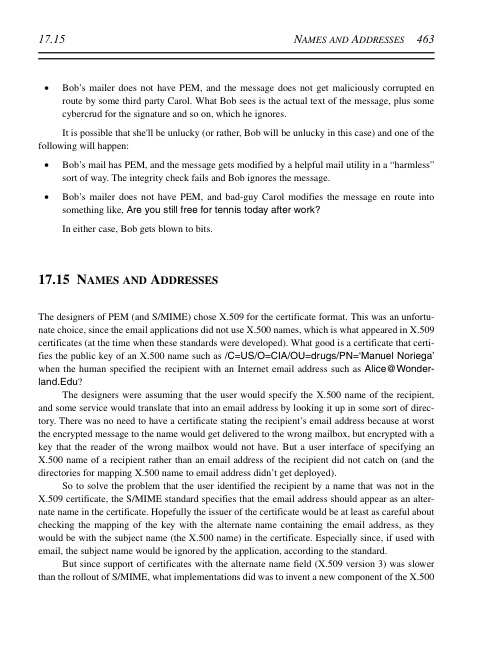 17.15 NAMES AND ADDRESSES 463
• Bob's mailer does not have PEM, and the message does not get maliciously corrupted en
route by some third party Carol. What Bob sees is the actual text of the message, plus some
cybercrud for the signature and so on, which he ignores.
It is possible that she'll be unlucky (or rather, Bob will be unlucky in this case) and one of the
following will happen:
• Bob's mail has PEM, and the message gets modified by a helpful mail utility in a “harmless”
sort of way. The integrity check fails and Bob ignores the message.
• Bob's mailer does not have PEM, and bad-guy Carol modifies the message en route into
something like, Are you still free for tennis today after work?
In either case, Bob gets blown to bits.
17.15 NAMES AND ADDRESSES
The designers of PEM (and S/MIME) chose X.509 for the certificate format. This was an unfortu-
nate choice, since the email applications did not use X.500 names, which is what appeared in X.509
certificates (at the time when these standards were developed). What good is a certificate that certi-
fies the public key of an X.500 name such as /C=US/O=CIA/OU=drugs/PN=‘Manuel Noriega’
when the human specified the recipient with an Internet email address such as Alice@Wonder-
land.Edu?
The designers were assuming that the user would specify the X.500 name of the recipient,
and some service would translate that into an email address by looking it up in some sort of direc-
tory. There was no need to have a certificate stating the recipient's email address because at worst
the encrypted message to the name would get delivered to the wrong mailbox, but encrypted with a
key that the reader of the wrong mailbox would not have. But a user interface of specifying an
X.500 name of a recipient rather than an email address of the recipient did not catch on (and the
directories for mapping X.500 name to email address didn't get deployed).
So to solve the problem that the user identified the recipient by a name that was not in the
X.509 certificate, the S/MIME standard specifies that the email address should appear as an alter-
nate name in the certificate. Hopefully the issuer of the certificate would be at least as careful about
checking the mapping of the key with the alternate name containing the email address, as they
would be with the subject name (the X.500 name) in the certificate. Especially since, if used with
email, the subject name would be ignored by the application, according to the standard.
But since support of certificates with the alternate name field (X.509 version 3) was slower
than the rollout of S/MIME, what implementations did was to invent a new component of the X.500